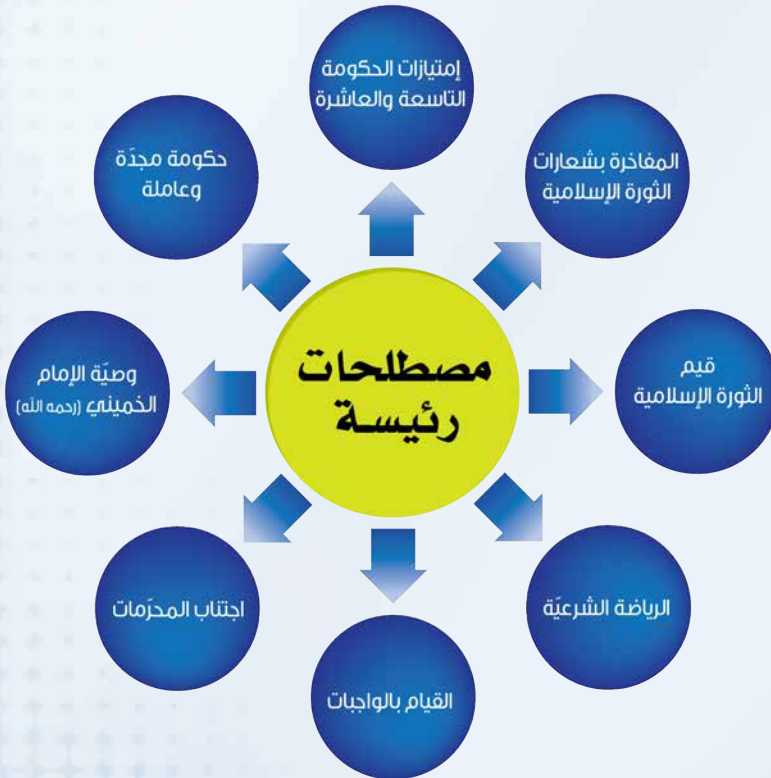 مصطلحات
رئيسة
إمتيازات الحكومة
التاسعة والعاشرة
المفاخرة بشعارات
الثورة الإسلامية
قيم
الثورة الإسلامية
الرياضة الشرعيّة
القيام بالواجبات
اجتناب المحرّمات
وصيّة الإمام
الخميني (رحمه الله)
حكومة مجدّة
وعاملة